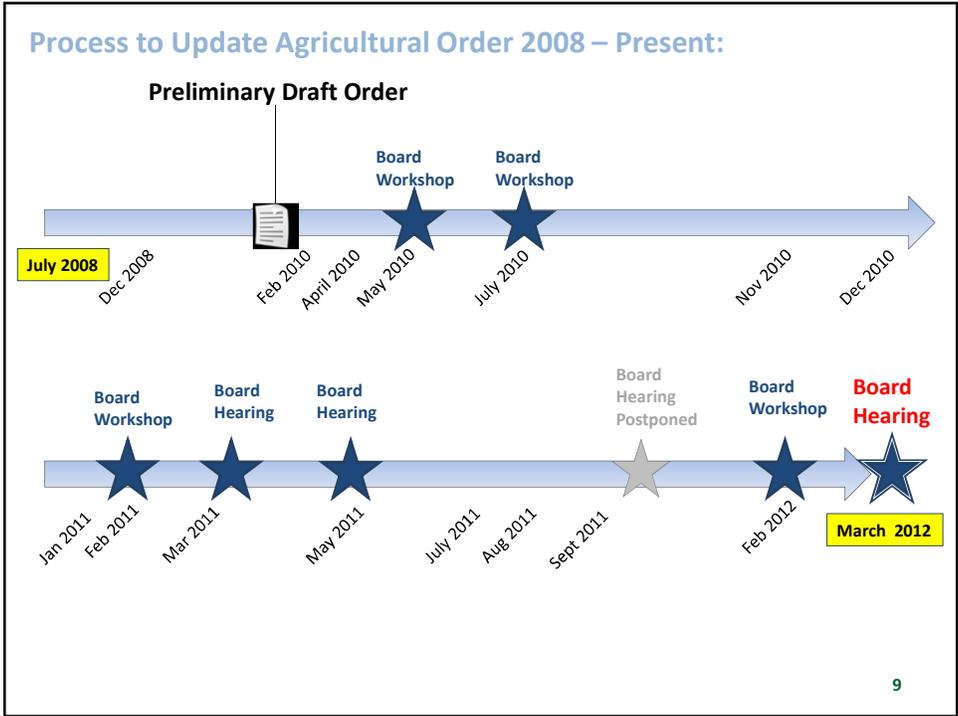 Process to Update Agricultural Order 2008 – Present:
Preliminary Draft Order
Board
Workshop
Board
Workshop
July 2008
Dec 2008
Feb 2010
April 2010
May 2010
July 2010
Nov 2010
Dec 2010
Board
Workshop
Board
Hearing
Board
Hearing
Board
Hearing
Postponed
Board
Workshop
Board
Hearing
Jan 2011
Feb 2011
Mar 2011
May 2011
July 2011
Aug 2011
Sept 2011
Feb 2012
March 2012
9